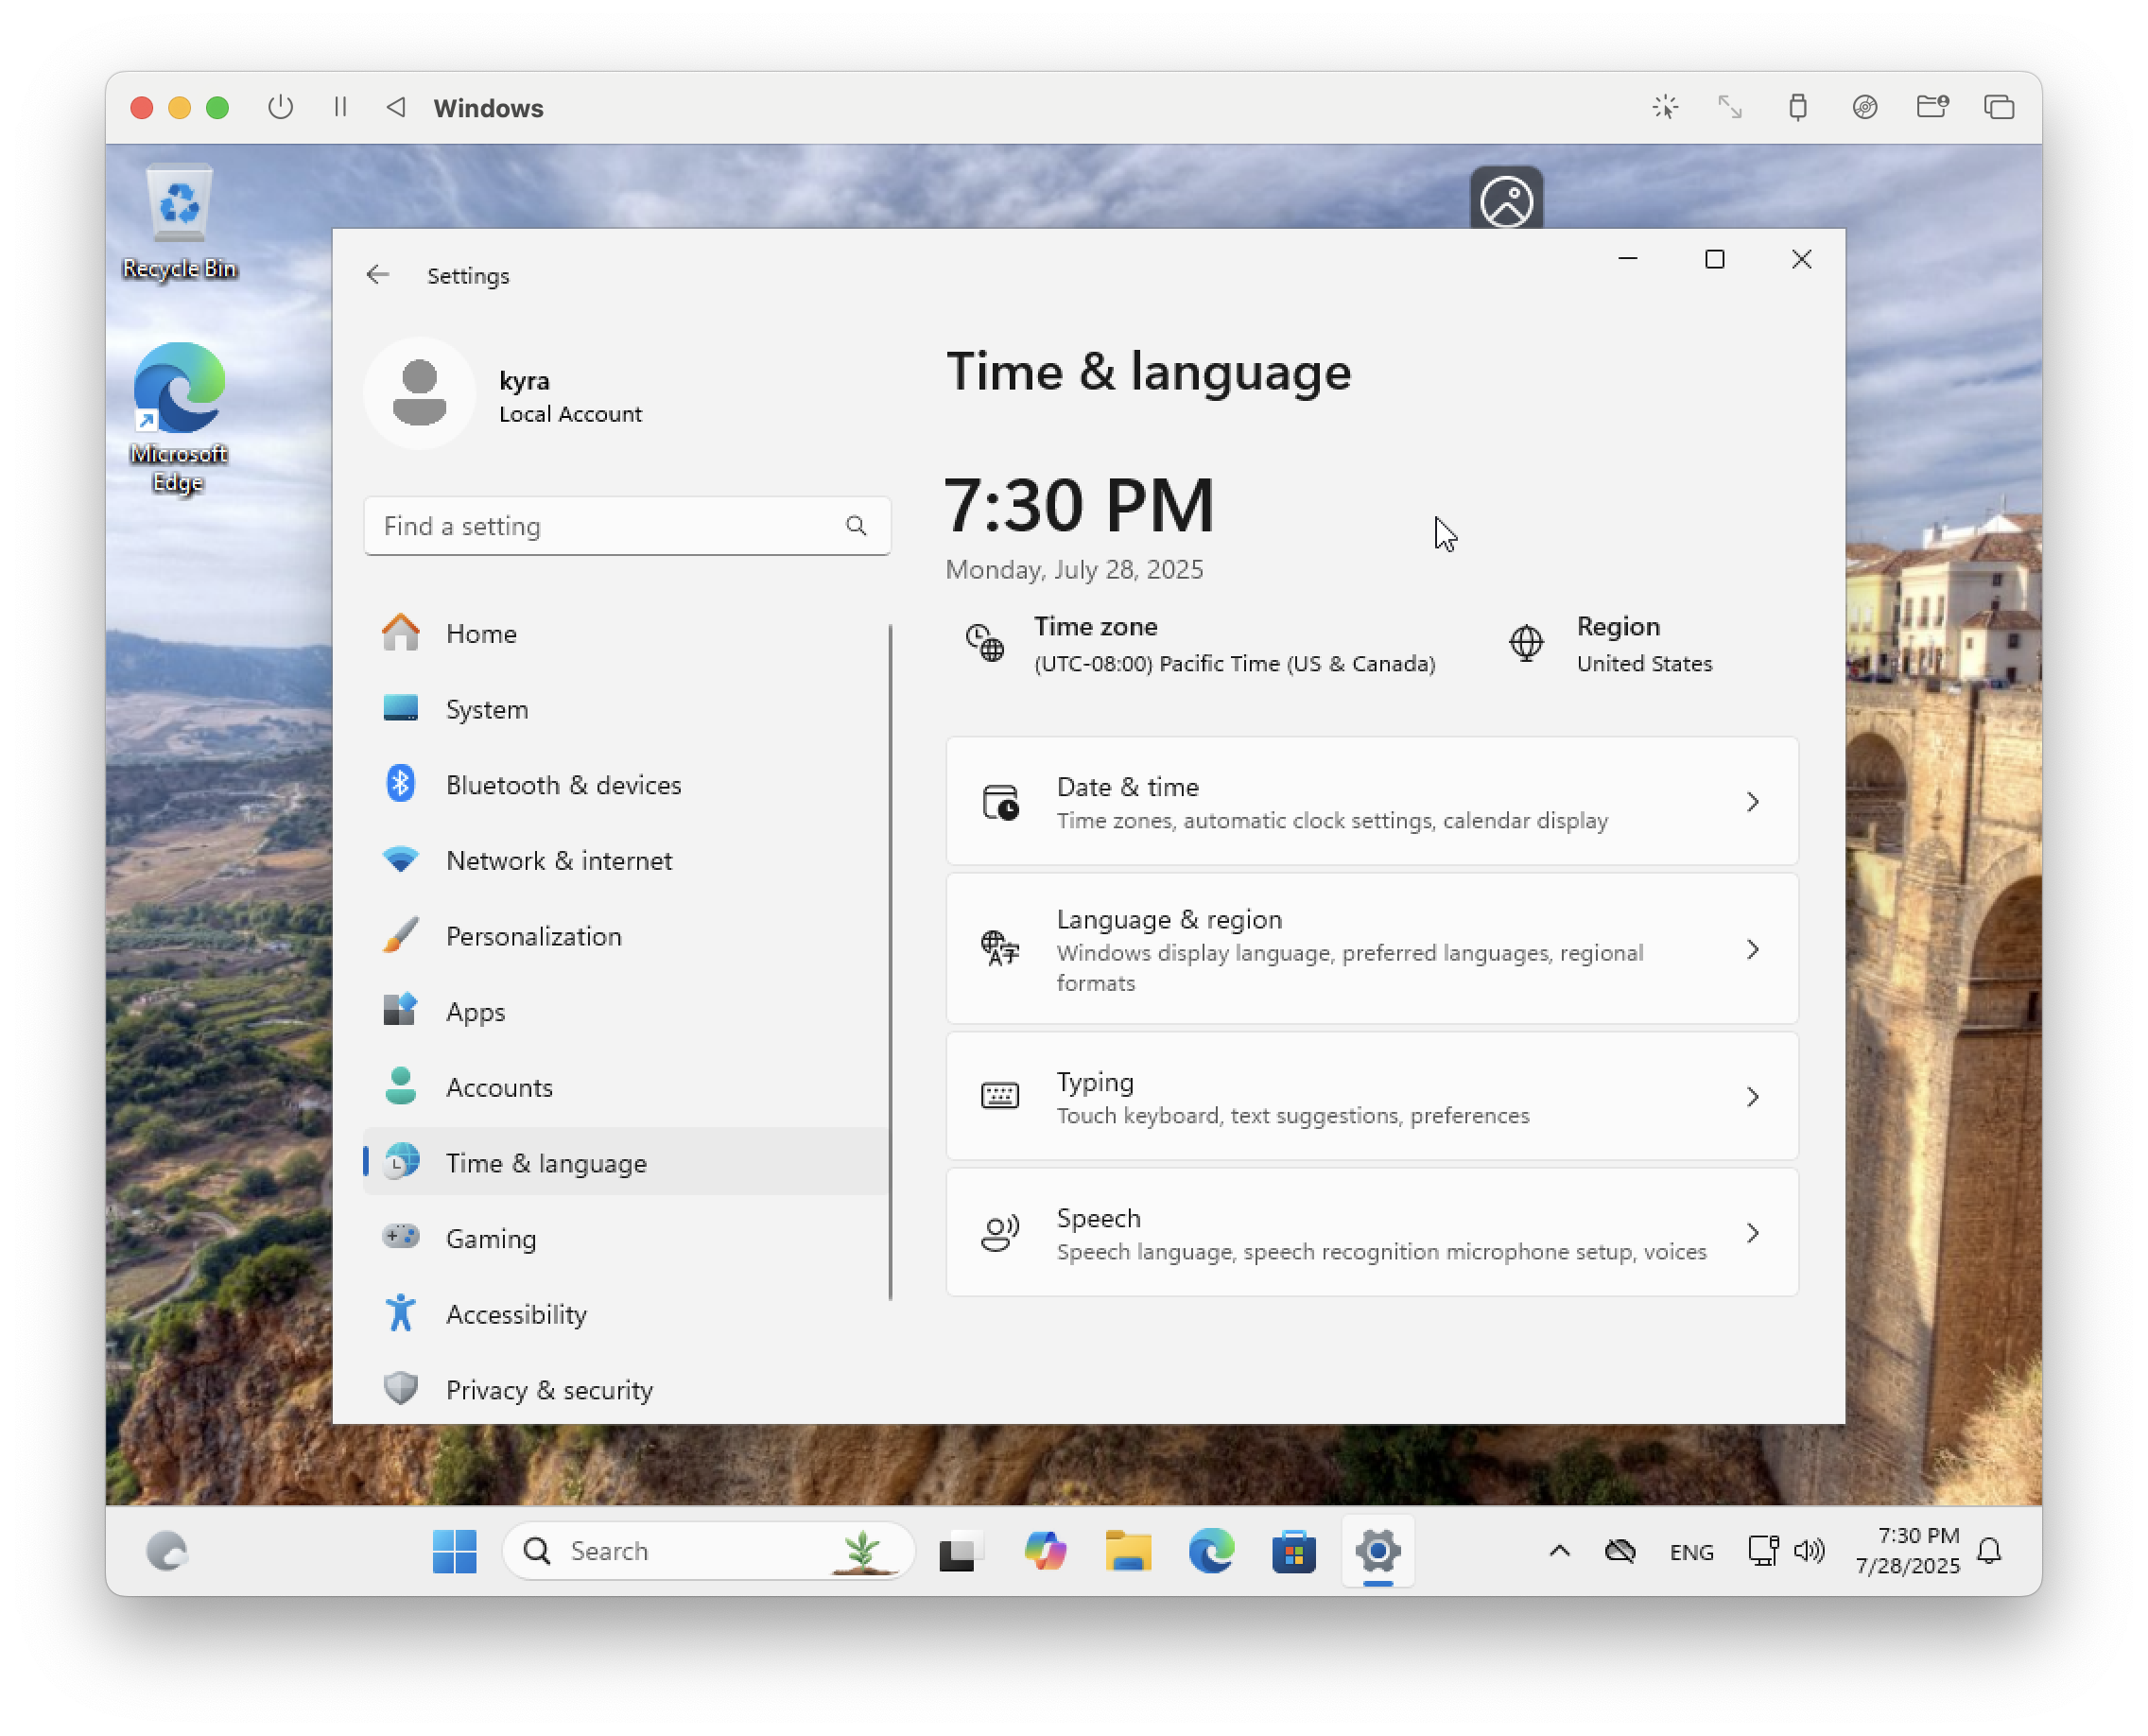 Windows
Recycle Bin
Microsoft
Edge
Settings
kyra
Local Account
Find a setting
Home
System
Bluetooth & devices
Network & internet
Personalization
Apps
Accounts
Time & language
Gaming
Accessibility
Privacy & security
Time & language
7:30 PM
Monday, July 28, 2025
Time zone
(UTC-08:00) Pacific Time (US & Canada)
Region
United States
Date & time
Time zones, automatic clock settings, calendar display
Language & region
Windows display language, preferred languages, regional
formats
Typing
Touch keyboard, text suggestions, preferences
Speech
Speech language, speech recognition microphone setup, voices
Search
ENG
7:30 PM
7/28/2025